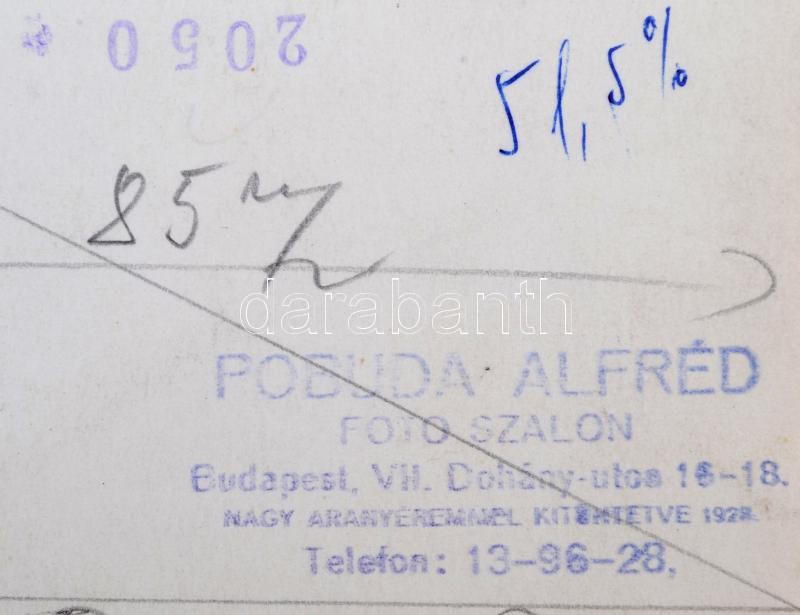 2050 *
51,5%
85
darabanth
POBUDA ALFRÉD
FOTO SZALON
Budapest, VII. Dohány-utca 16-18.
NAGY ARANYÉREMMEL KITÜNTETVE 1928.
Telefon: 13-96-28.